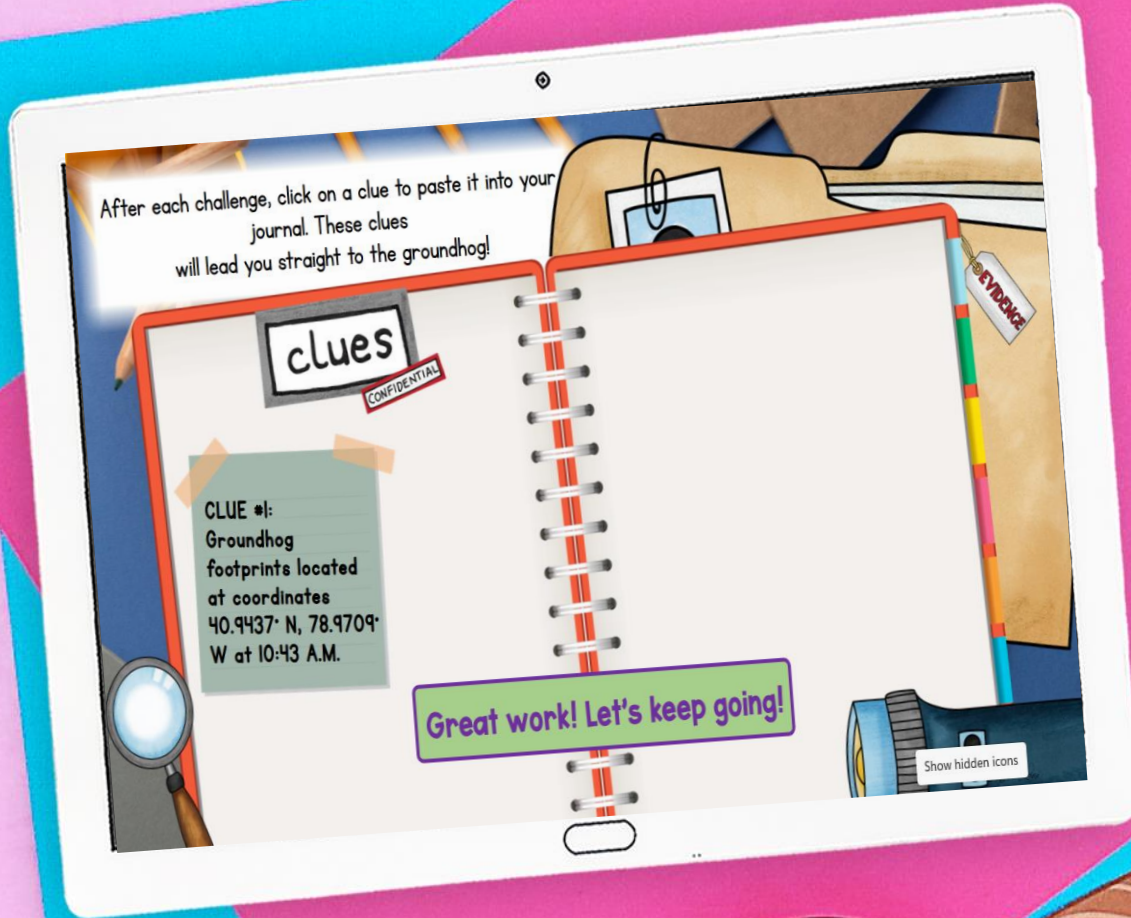 After each challenge, click on a clue to paste it into your
journal. These clues
will lead you straight to the groundhog!
clues
CONFIDENTIAL
EVIDENCE
CLUE #1:
Groundhog
footprints located
at coordinates
40.9437° N, 78.9709°
W at 10:43 A.M.
Great work! Let's keep going!
Show hidden icons